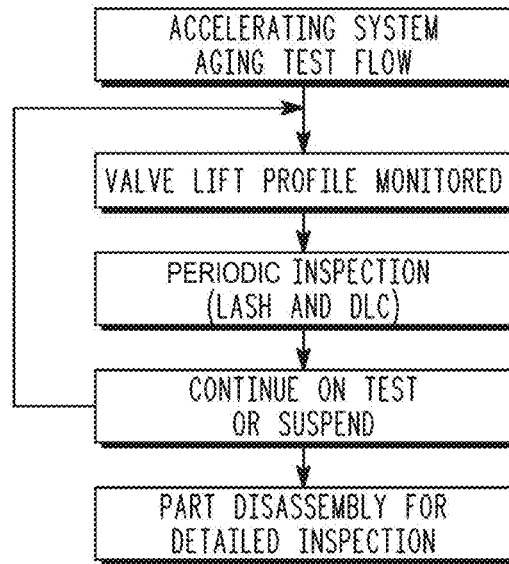 ACCELERATING SYSTEM
AGING TEST FLOW
VALVE LIFT PROFILE MONITORED
PERIODIC INSPECTION
(LASH AND DLC)
CONTINUE ON TEST
OR SUSPEND
PART DISASSEMBLY FOR
DETAILED INSPECTION